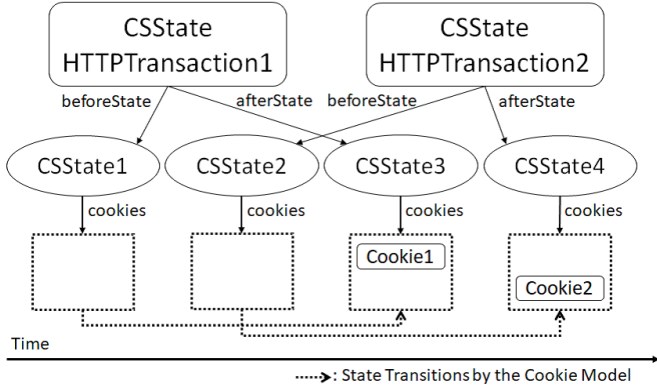 CSState
HTTPTransaction1
CSState
HTTPTransaction2
beforeState
afterState
beforeState
afterState
CSState1
CSState2
CSState3
CSState4
cookies
cookies
cookies
cookies
Cookie1
Cookie2
Time
: State Transitions by the Cookie Model